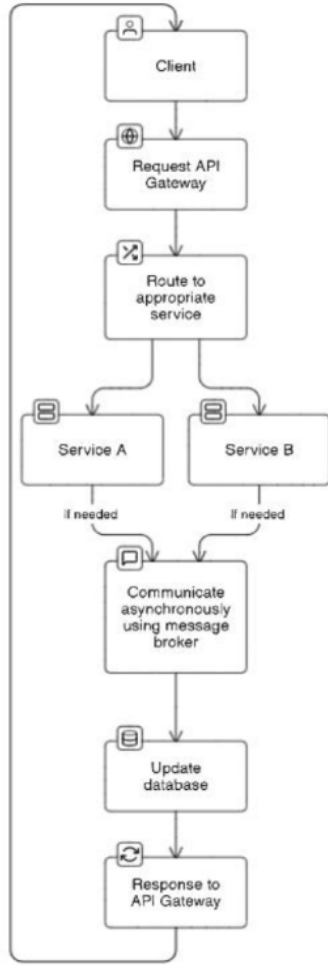 Client
Request API
Gateway
Route to
appropriate
service
Service A
Service B
If needed
If needed
Communicate
asynchronously
using message
broker
Update
database
Response to
API Gateway